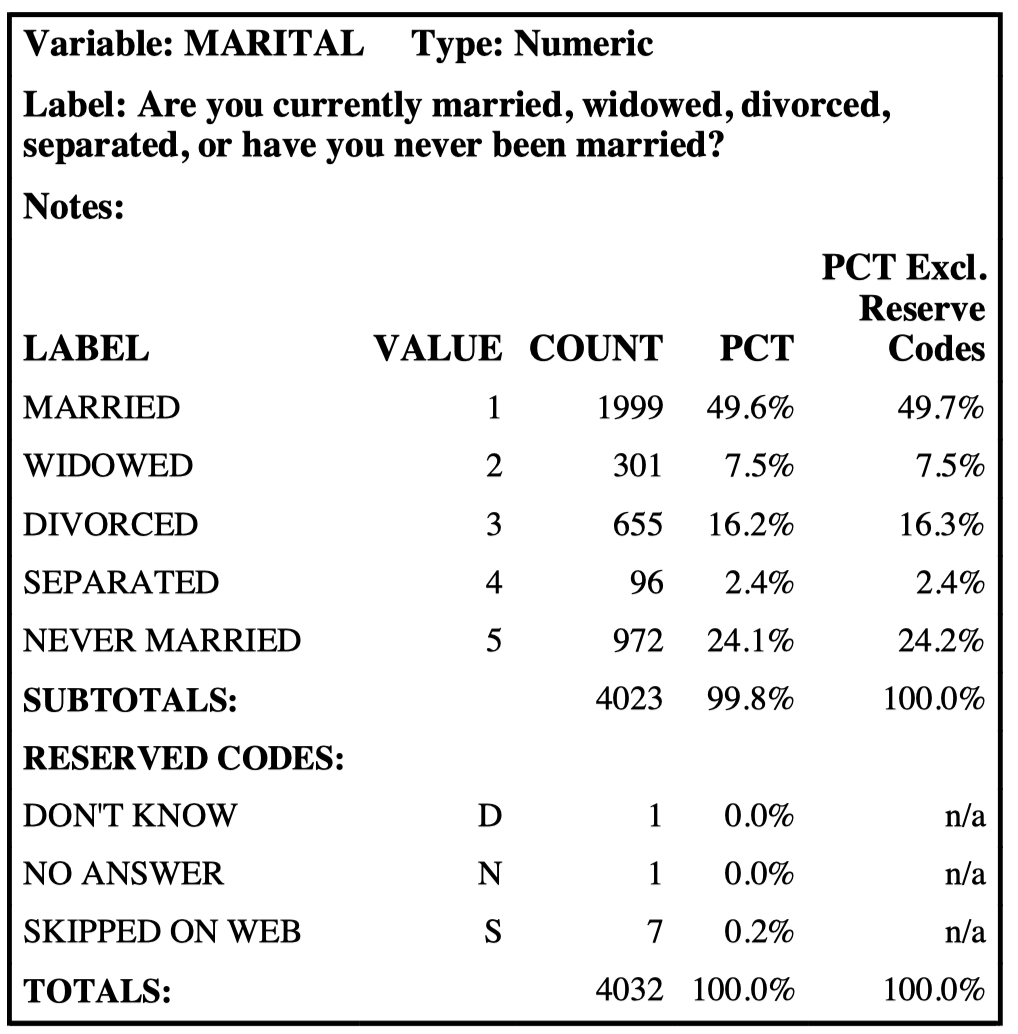 Variable: MARITAL Type: Numeric
Label: Are you currently married, widowed, divorced,
separated, or have you never been married?
Notes:
PCT Excl.
Reserve
LABEL VALUE COUNT PCT Codes
MARRIED 1 1999 49.6% 49.7%
WIDOWED 2 301 7.5% 7.5%
DIVORCED 3 655 16.2% 16.3%
SEPARATED 4 96 2.4% 2.4%
NEVER MARRIED 5 972 24.1% 24.2%
SUBTOTALS: 4023 99.8% 100.0%
RESERVED CODES:
DON'T KNOW D 1 0.0% n/a
NO ANSWER N 1 0.0% n/a
SKIPPED ON WEB S 7 0.2% n/a
TOTALS: 4032 100.0% 100.0%